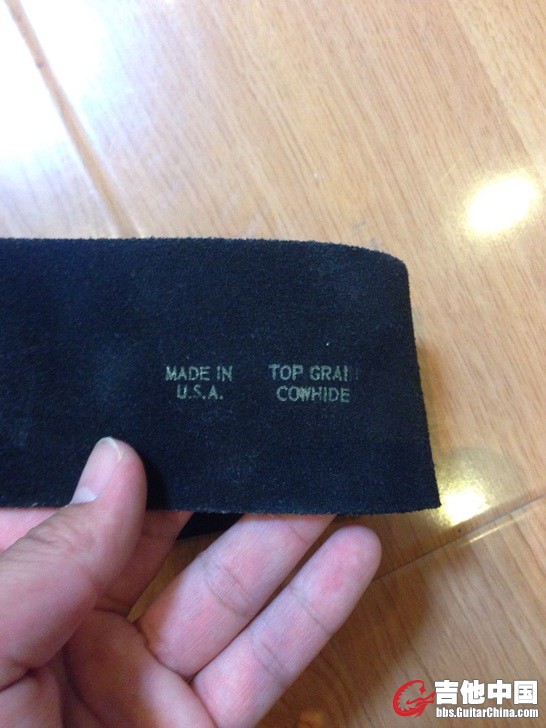 MADE IN
U.S.A.
TOP GRAI
COWHIDE
吉他中国
bbs.GuitarChina.com